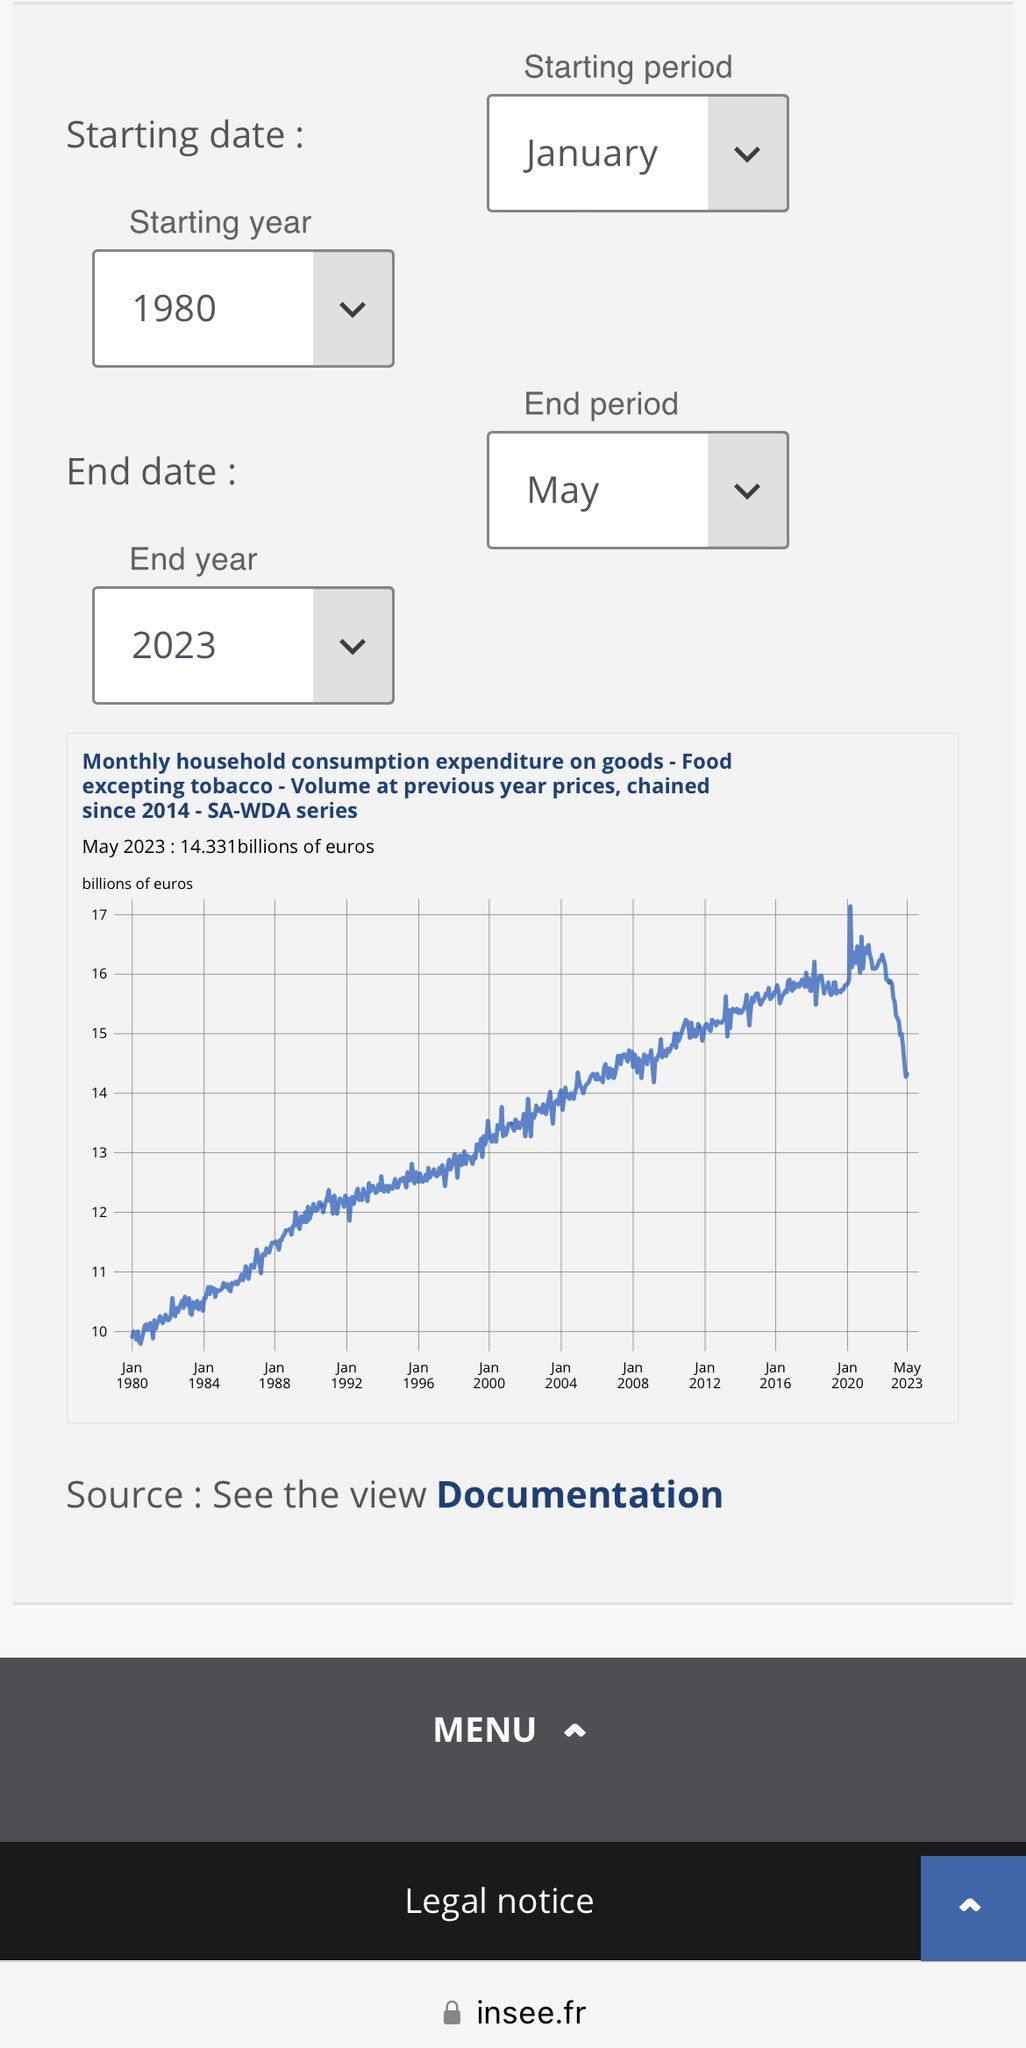 Starting period
Starting date :
January
Starting year
1980
End period
End date :
May
End year
2023
Monthly household consumption expenditure on goods - Food
excepting tobacco - Volume at previous year prices, chained
since 2014 - SA-WDA series
May 2023 : 14.331billions of euros
billions of euros
17
16
15
14
13
12
11
10
Jan Jan Jan Jan Jan Jan Jan Jan Jan Jan Jan May
1980 1984 1988 1992 1996 2000 2004 2008 2012 2016 2020 2023
Source : See the view Documentation
MENU
Legal notice
insee.fr